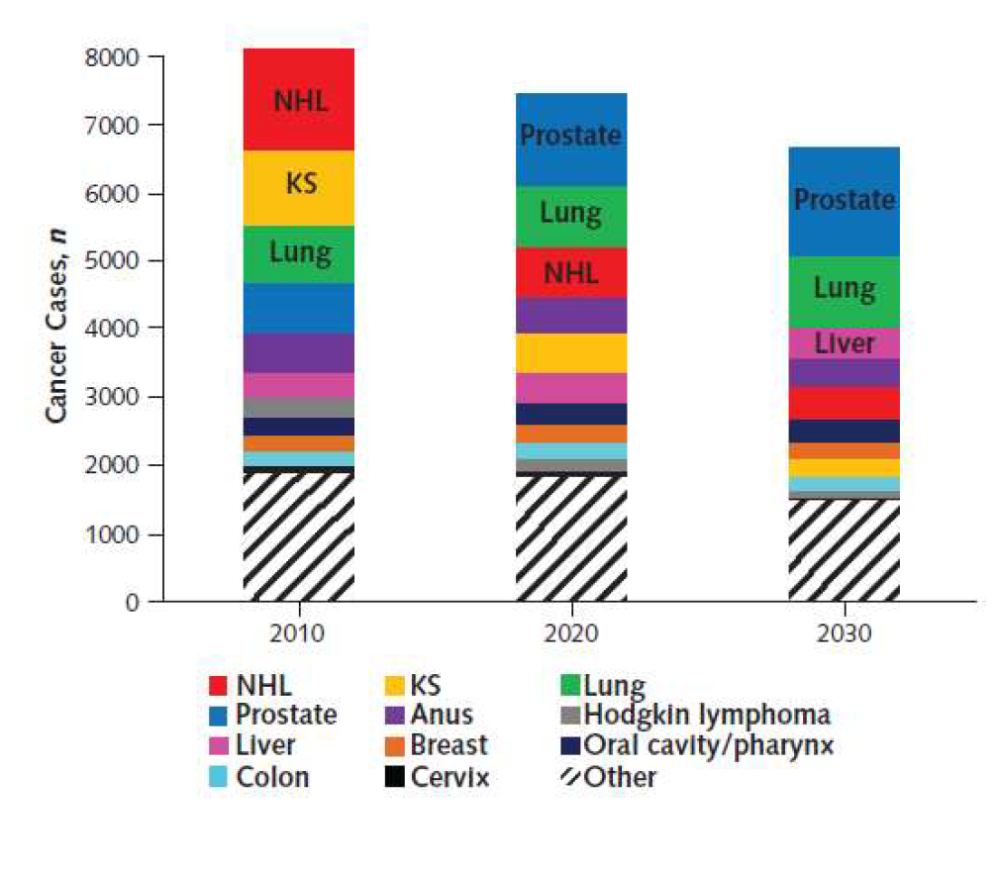 8000
7000
6000
5000
4000
3000
2000
1000
0
Cancer Cases, n
NHL
KS
Lung
Prostate
Lung
NHL
Prostate
Lung
Liver
2010 2020 2030
NHL KS Lung
Prostate Anus Hodgkin lymphoma
Liver Breast Oral cavity/pharynx
Colon Cervix Other